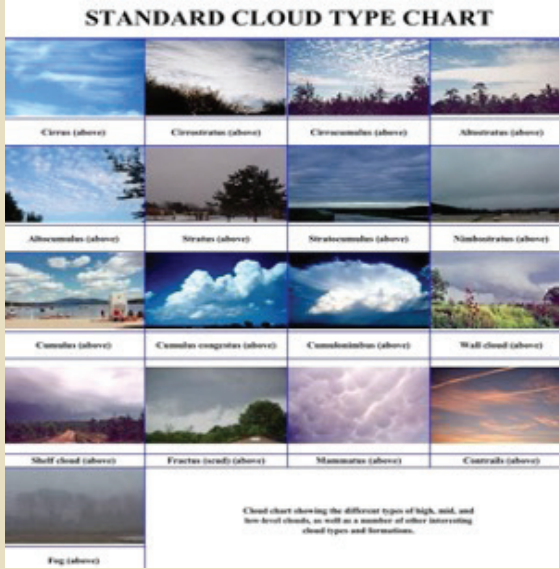 STANDARD CLOUD TYPE CHART
Cirrus (above)
Cirrostratus (above)
Cirrocumulus (above)
Altostratus (above)
Altocumulus (above)
Stratus (above)
Stratocumulus (above)
Nimbostratus (above)
Cumulus (above)
Cumulus congestus (above)
Cumulonimbus (above)
Wall cloud (above)
Shelf cloud (above)
Fractus (scud) (above)
Mammatus (above)
Contrails (above)
Cloud chart showing the different types of high, mid, and
low-level clouds, as well as a number of other interesting
cloud types and formations.
Fog (above)